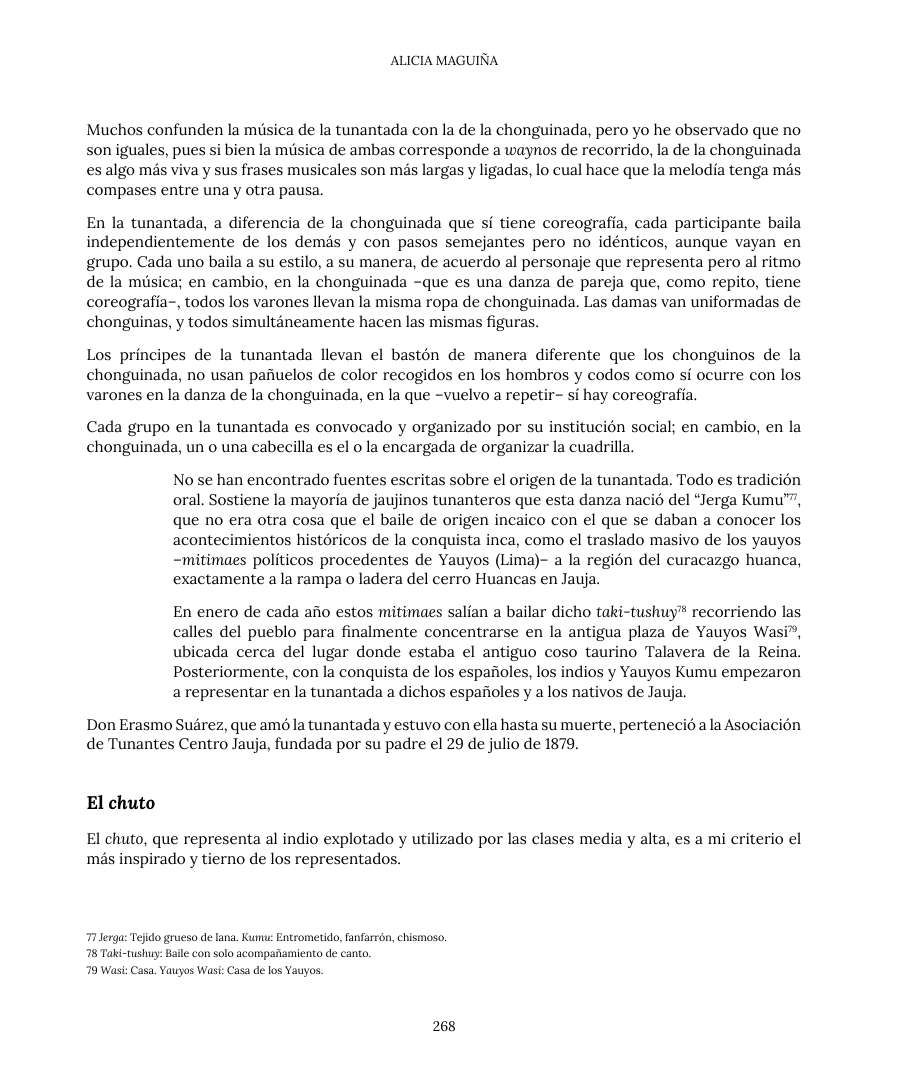 ALICIA MAGUIÑA
Muchos confunden la música de la tunantada con la de la chonguinada, pero yo he observado que no
son iguales, pues si bien la música de ambas corresponde a waynos de recorrido, la de la chonguinada
es algo más viva y sus frases musicales son más largas y ligadas, lo cual hace que la melodía tenga más
compases entre una y otra pausa.
En la tunantada, a diferencia de la chonguinada que sí tiene coreografía, cada participante baila
independientemente de los demás y con pasos semejantes pero no idénticos, aunque vayan en
grupo. Cada uno baila a su estilo, a su manera, de acuerdo al personaje que representa pero al ritmo
de la música; en cambio, en la chonguinada –que es una danza de pareja que, como repito, tiene
coreografía–, todos los varones llevan la misma ropa de chonguinada. Las damas van uniformadas de
chonguinas, y todos simultáneamente hacen las mismas figuras.
Los príncipes de la tunantada llevan el bastón de manera diferente que los chonguinos de la
chonguinada, no usan pañuelos de color recogidos en los hombros y codos como sí ocurre con los
varones en la danza de la chonguinada, en la que –vuelvo a repetir– sí hay coreografía.
Cada grupo en la tunantada es convocado y organizado por su institución social; en cambio, en la
chonguinada, un o una cabecilla es el o la encargada de organizar la cuadrilla.
No se han encontrado fuentes escritas sobre el origen de la tunantada. Todo es tradición
oral. Sostiene la mayoría de jaujinos tunanteros que esta danza nació del “Jerga Kumu”77,
que no era otra cosa que el baile de origen incaico con el que se daban a conocer los
acontecimientos históricos de la conquista inca, como el traslado masivo de los yauyos
–mitimaes políticos procedentes de Yauyos (Lima)– a la región del curacazgo huanca,
exactamente a la rampa o ladera del cerro Huancas en Jauja.
En enero de cada año estos mitimaes salían a bailar dicho taki-tushuy78 recorriendo las
calles del pueblo para finalmente concentrarse en la antigua plaza de Yauyos Wasi79,
ubicada cerca del lugar donde estaba el antiguo coso taurino Talavera de la Reina.
Posteriormente, con la conquista de los españoles, los indios y Yauyos Kumu empezaron
a representar en la tunantada a dichos españoles y a los nativos de Jauja.
Don Erasmo Suárez, que amó la tunantada y estuvo con ella hasta su muerte, perteneció a la Asociación
de Tunantes Centro Jauja, fundada por su padre el 29 de julio de 1879.
El chuto
El chuto, que representa al indio explotado y utilizado por las clases media y alta, es a mi criterio el
más inspirado y tierno de los representados.
77 Jerga: Tejido grueso de lana. Kumu: Entrometido, fanfarrón, chismoso.
78 Taki-tushuy: Baile con solo acompañamiento de canto.
79 Wasi: Casa. Yauyos Wasi: Casa de los Yauyos.
268